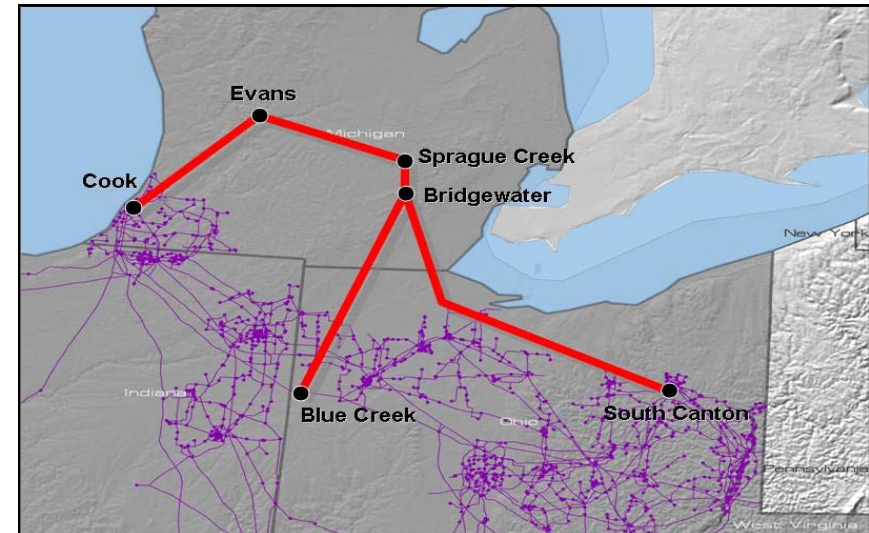 Evans
Michigan
Sprague Creek
Cook
Bridgewater
New York
Indiana
Blue Creek
South Canton
Ohio
Pennsylvania
West Virginia